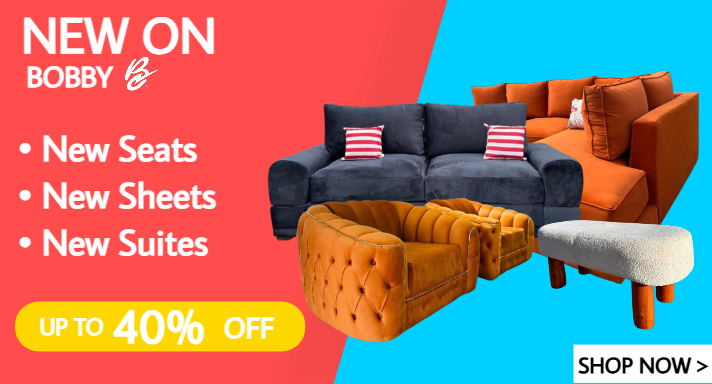 NEW ON
BOBBY B
• New Seats
• New Sheets
• New Suites
UP TO 40% OFF
SHOP NOW >